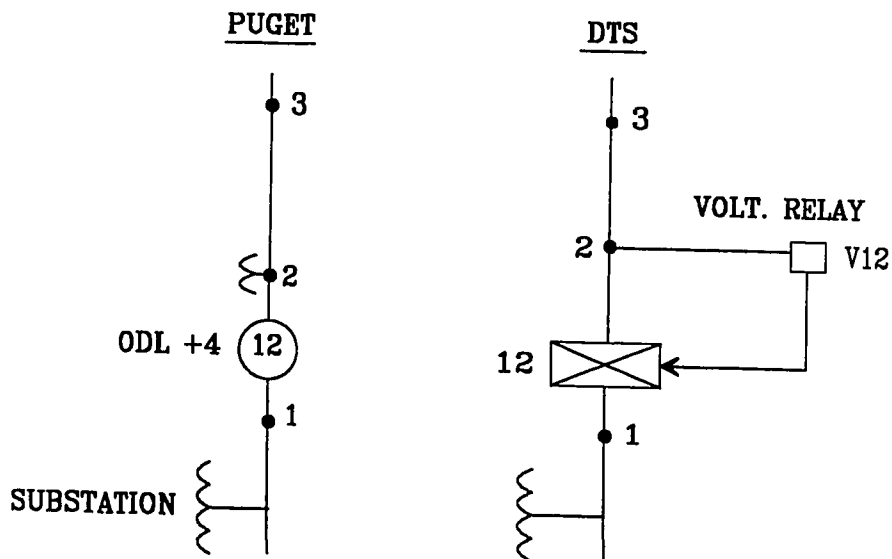 PUGET
3
2
ODL +4
12
1
SUBSTATION
DTS
3
VOLT. RELAY
2
V12
12
1